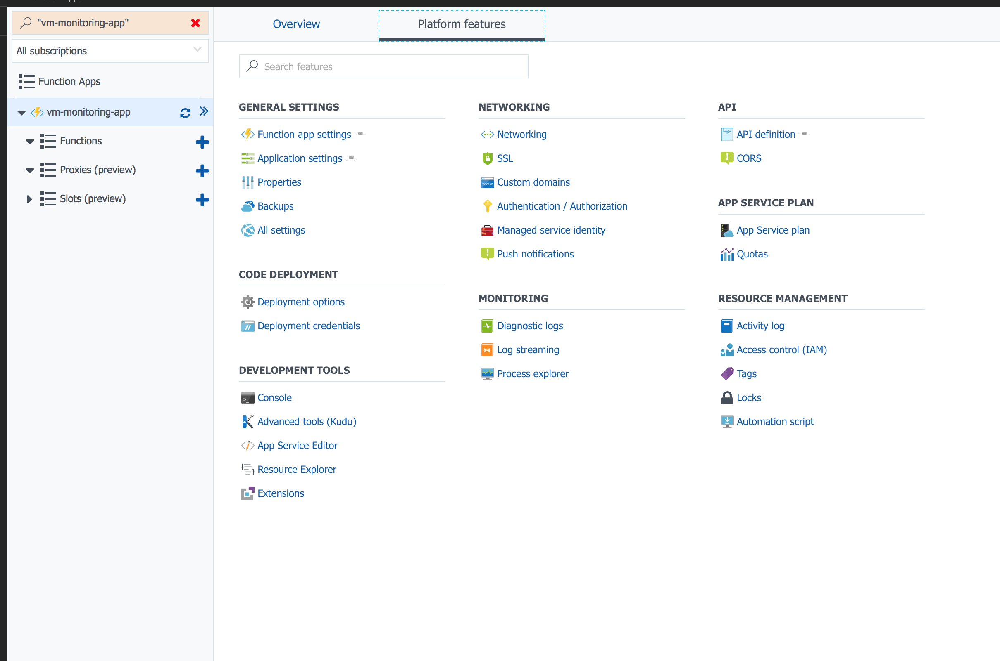 "vm-monitoring-app"
All subscriptions
Function Apps
vm-monitoring-app
Functions
Proxies (preview)
Slots (preview)
Overview
Platform features
Search features
GENERAL SETTINGS
Function app settings
Application settings
Properties
Backups
All settings
CODE DEPLOYMENT
Deployment options
Deployment credentials
DEVELOPMENT TOOLS
Console
Advanced tools (Kudu)
App Service Editor
Resource Explorer
Extensions
NETWORKING
Networking
SSL
Custom domains
Authentication / Authorization
Managed service identity
Push notifications
MONITORING
Diagnostic logs
Log streaming
Process explorer
API
API definition
CORS
APP SERVICE PLAN
App Service plan
Quotas
RESOURCE MANAGEMENT
Activity log
Access control (IAM)
Tags
Locks
Automation script